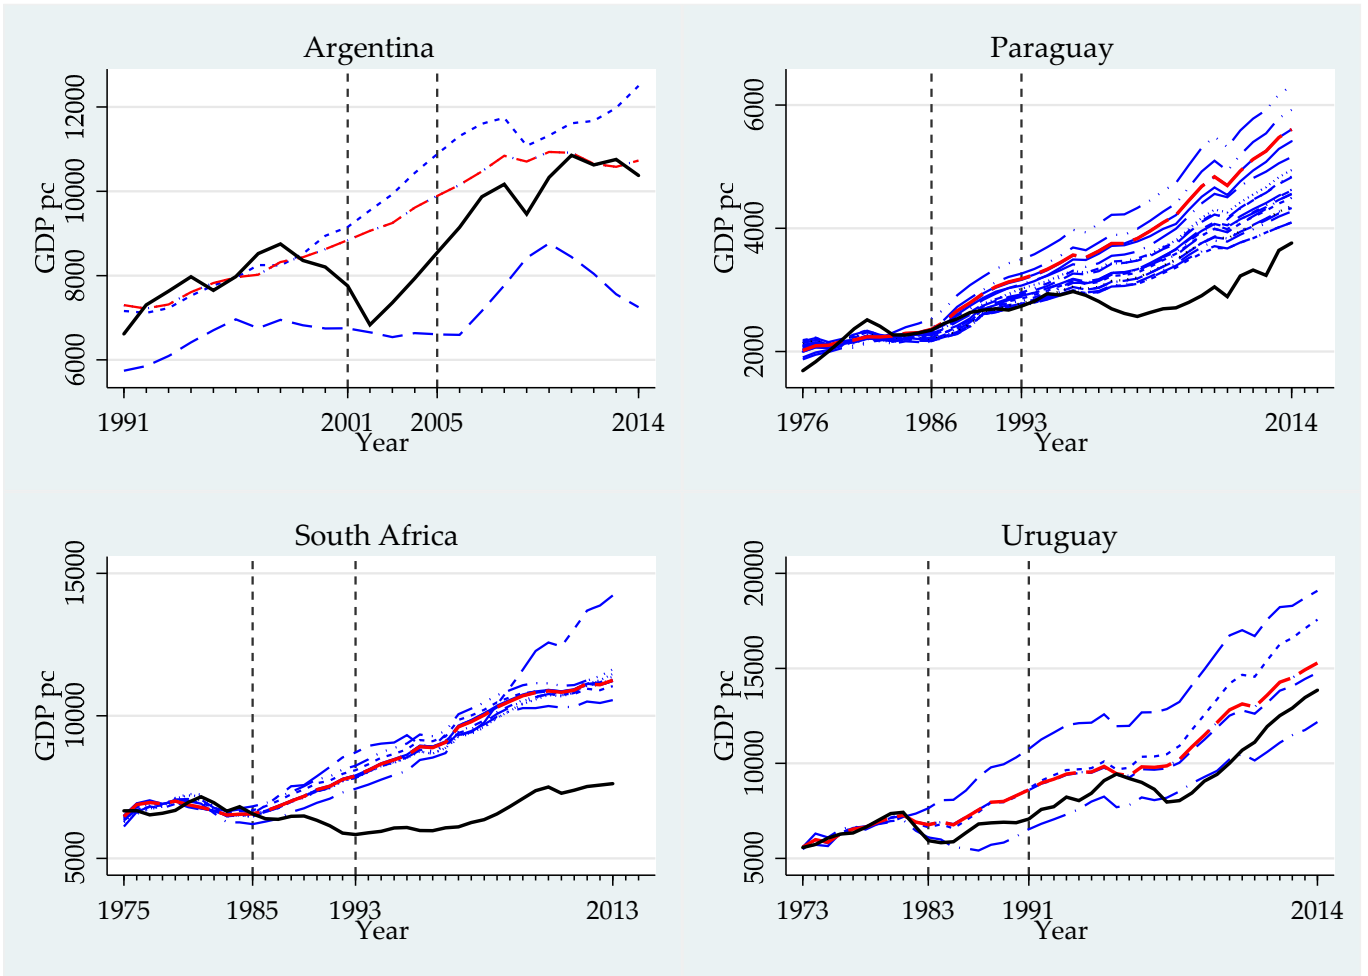 Argentina
GDP pc
6000 8000 10000 12000
1991 2001 2005 2014
Year
Paraguay
GDP pc
2000 4000 6000
1976 1986 1993 2014
Year
South Africa
GDP pc
5000 10000 15000
1975 1985 1993 2013
Year
Uruguay
GDP pc
5000 10000 15000 20000
1973 1983 1991 2014
Year